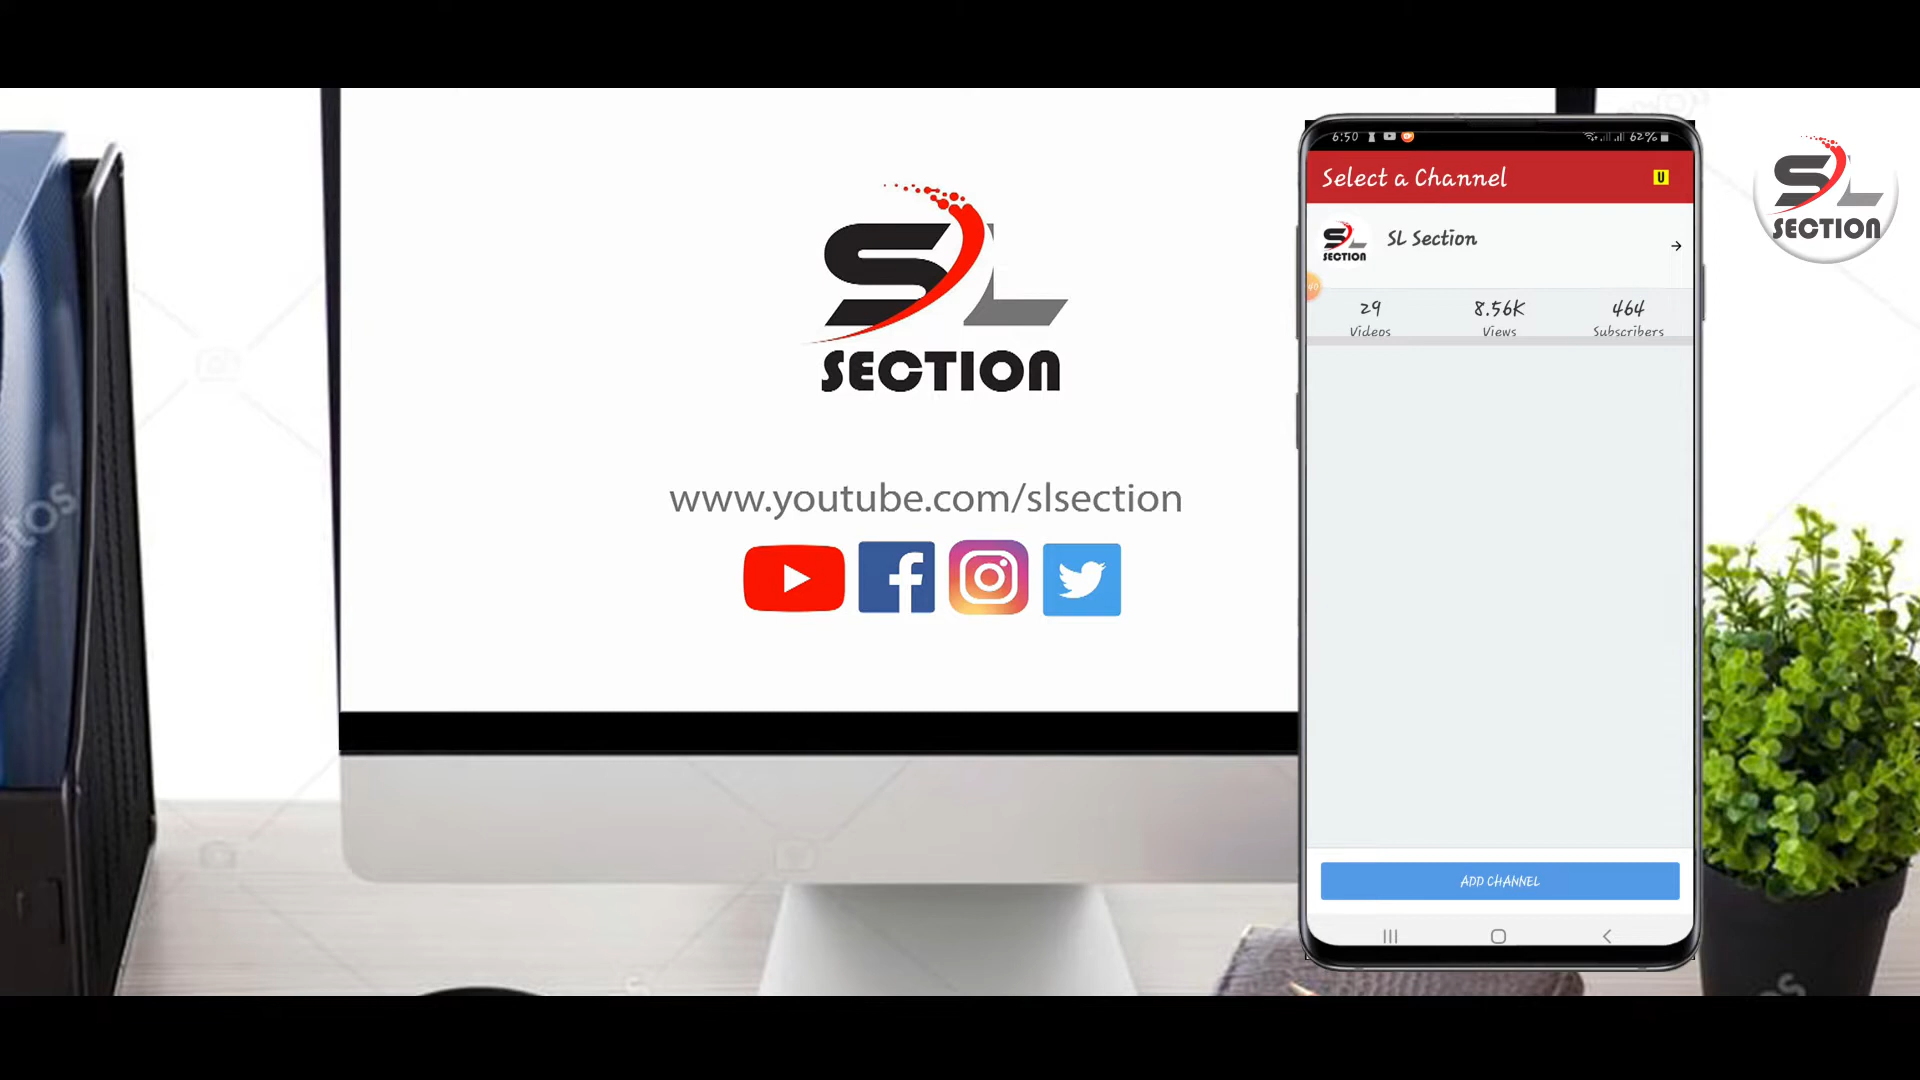 SL
SECTION
www.youtube.com/slsection
6:50
62%
Select a Channel
U
SL
SECTION
SL Section
29
8.56K
464
Videos
Views
Subscribers
ADD CHANNEL
SL
SECTION
otos